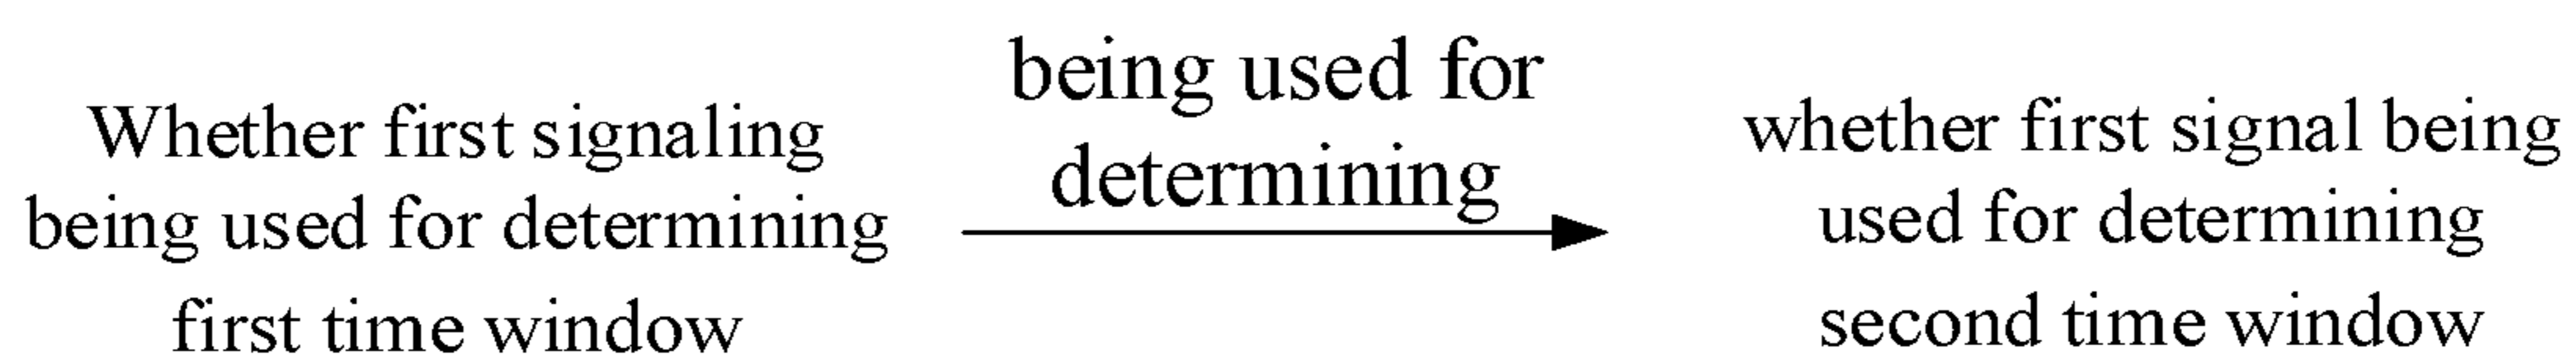 Whether first signaling
being used for determining
first time window
being used for
determining
whether first signal being
used for determining
second time window